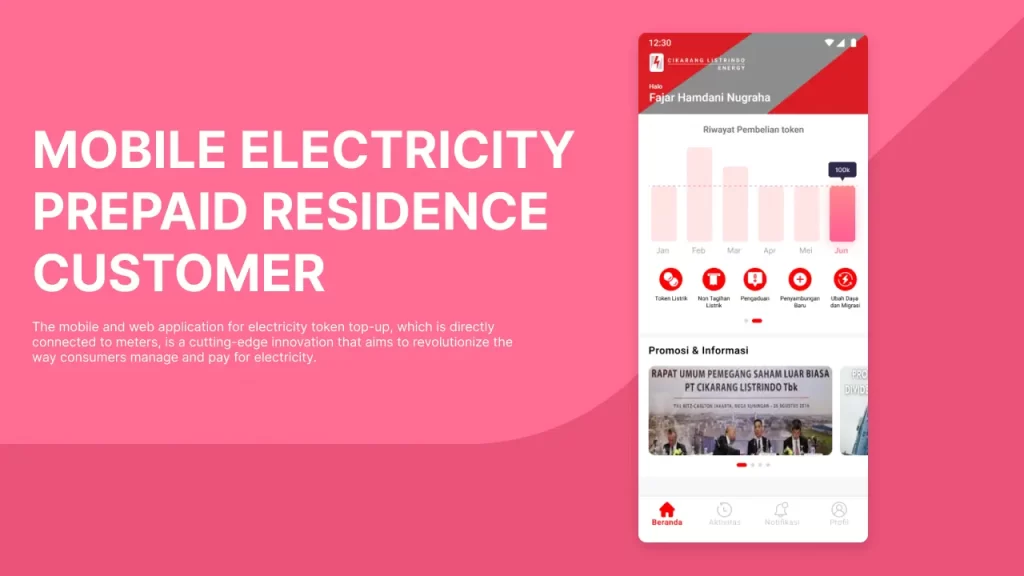 MOBILE ELECTRICITY
PREPAID RESIDENCE
CUSTOMER
The mobile and web application for electricity token top-up, which is directly
connected to meters, is a cutting-edge innovation that aims to revolutionize the
way consumers manage and pay for electricity.
12:30
CIKARANG LISTRINDO
ENERGY
Halo
Fajar Hamdani Nugraha
Riwayat Pembelian token
100k
Jan Feb Mar Apr Mei Jun
Token Listrik Non Tagihan Pengaduan Penyambungan Ubah Daya
Listrik Baru dan Migrasi
Promosi & Informasi
RAPAT UMUM PEMEGANG SAHAM LUAR BIASA
PT CIKARANG LISTRINDO Tbk
Beranda Aktivitas Notifikasi Profil